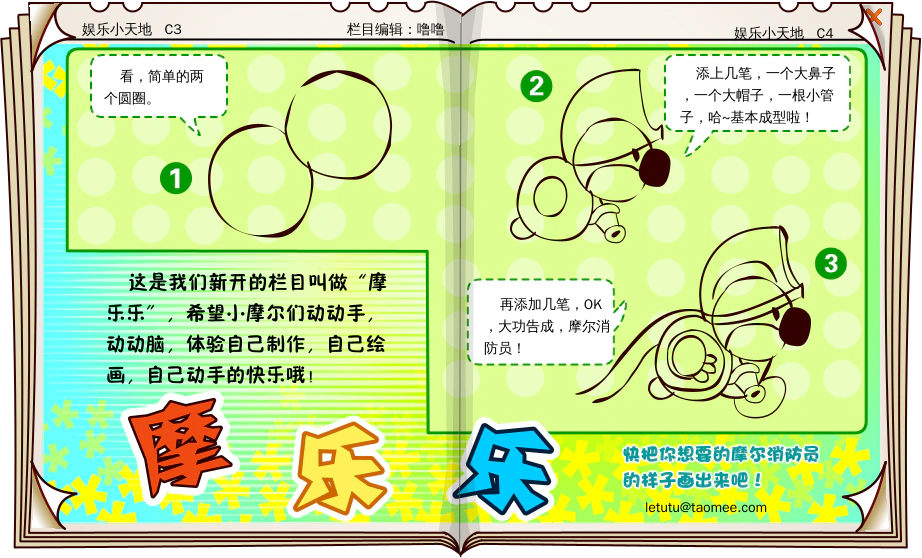 娱乐小天地 C3
栏目编辑：噜噜
看，简单的两
个圆圈。
1
这是我们新开的栏目叫做“摩
乐乐”，希望小摩尔们动动手，
动动脑，体验自己制作，自己绘
画，自己动手的快乐哦！
摩乐乐
娱乐小天地 C4
2
添上几笔，一个大鼻子
，一个大帽子，一根小管
子，哈~基本成型啦！
3
再添加几笔，OK
，大功告成，摩尔消
防员！
快把你想要的摩尔消防员
的样子画出来吧！
letutu@taomee.com